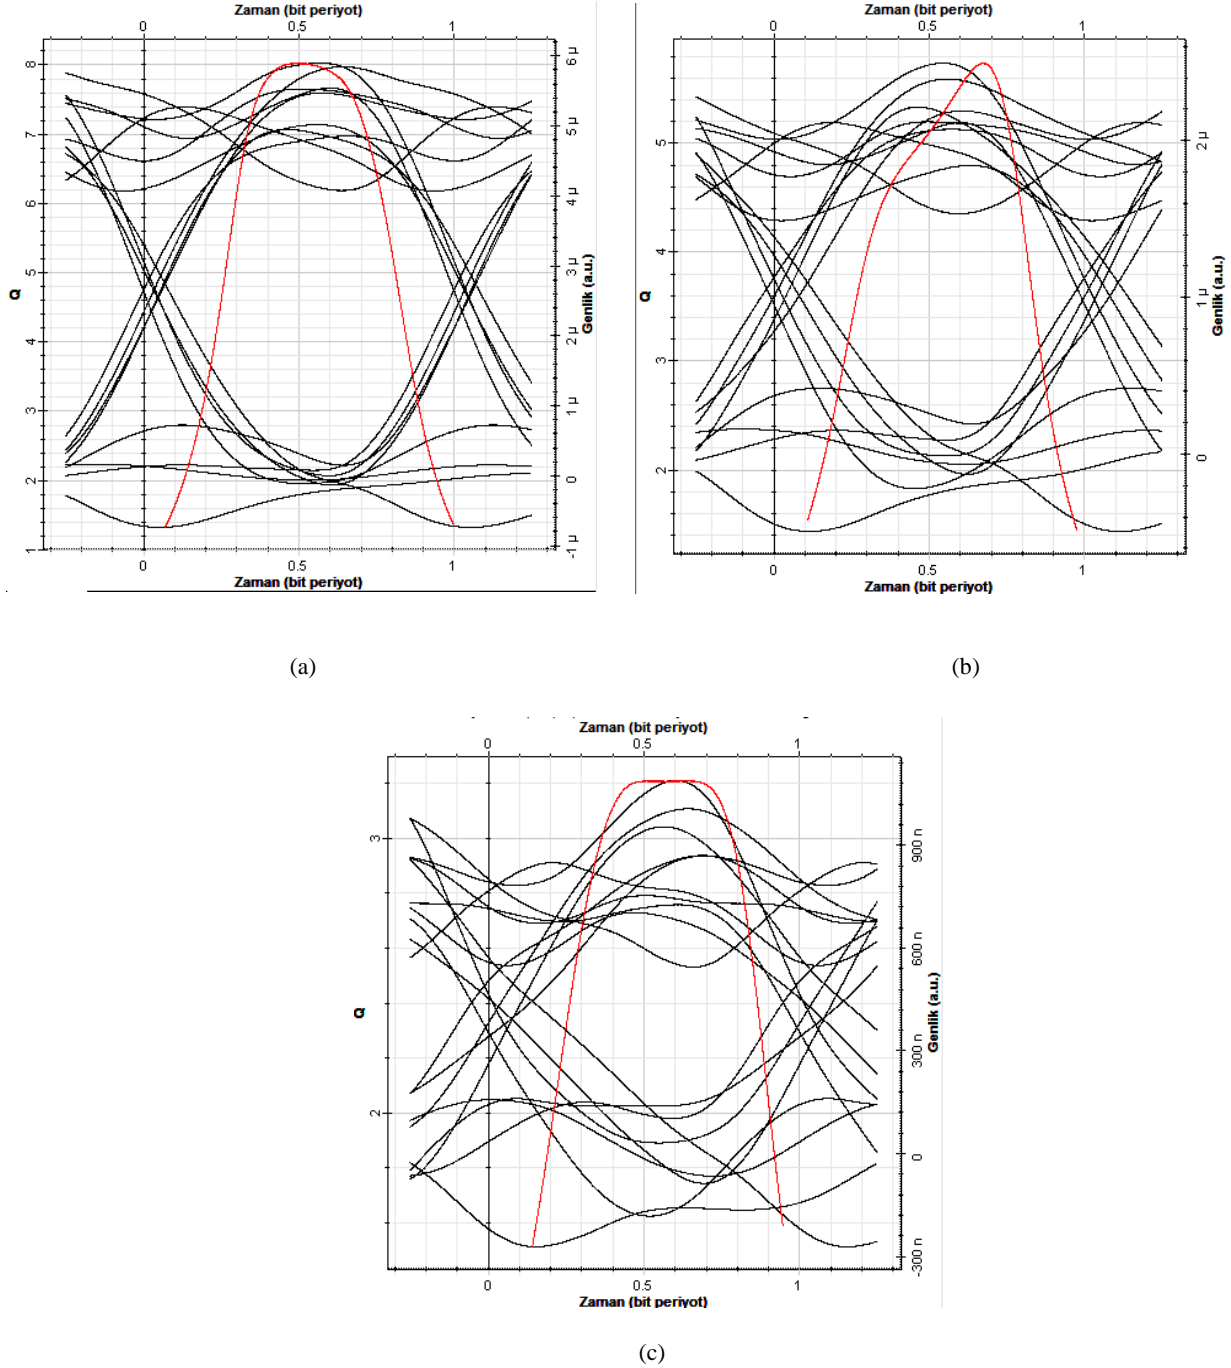 Zaman (bit periyot)
0 0.5 1
8
7
6
5
4
3
2
1
Q
6 µ
5 µ
4 µ
3 µ
2 µ
1 µ
0
-1 µ
Genlik (a.u.)
0 0.5 1
Zaman (bit periyot)
(a)
Zaman (bit periyot)
0 0.5 1
5
4
3
2
Q
2 µ
1 µ
0
Genlik (a.u.)
0 0.5 1
Zaman (bit periyot)
(b)
Zaman (bit periyot)
0 0.5 1
3
2
Q
900 n
600 n
300 n
0
-300 n
Genlik (a.u.)
0 0.5 1
Zaman (bit periyot)
(c)